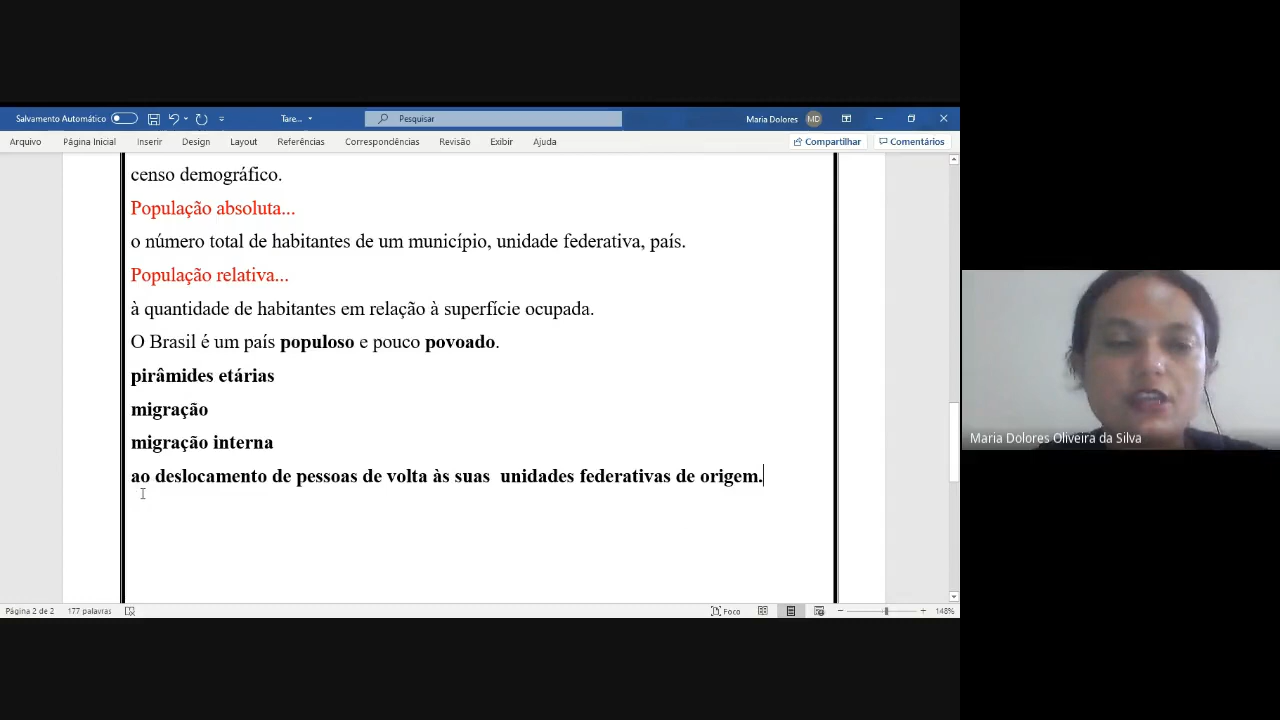 Salvamento Automático
Tare...
Pesquisar
Maria Dolores
MD
Arquivo
Página Inicial
Inserir
Design
Layout
Referências
Correspondências
Revisão
Exibir
Ajuda
Compartilhar
Comentários
censo demográfico.
População absoluta...
o número total de habitantes de um município, unidade federativa, país.
População relativa...
à quantidade de habitantes em relação à superfície ocupada.
O Brasil é um país populoso e pouco povoado.
pirâmides etárias
migração
migração interna
ao deslocamento de pessoas de volta às suas  unidades federativas de origem.
Maria Dolores Oliveira da Silva
Página 2 de 2
177 palavras
Foco
148%